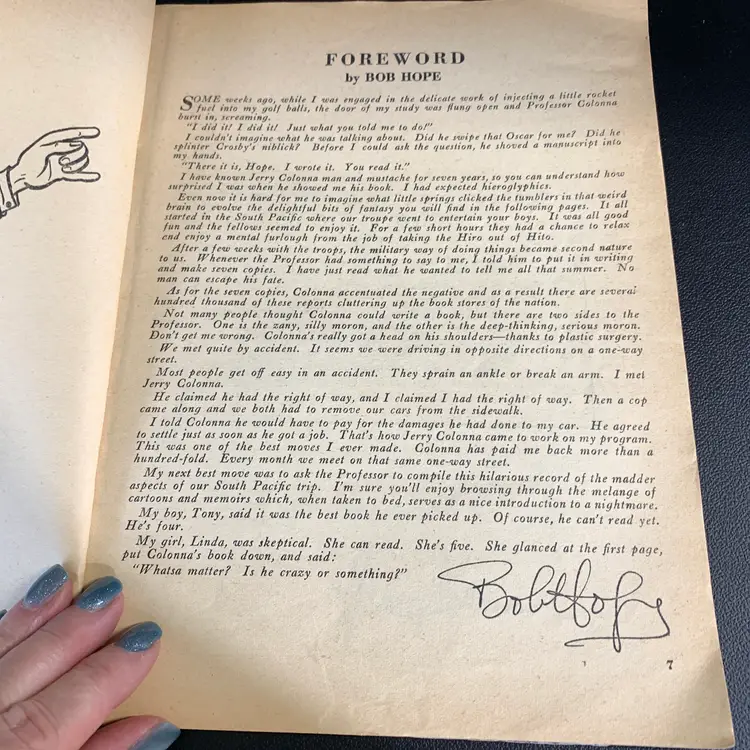 FOREWORD
by BOB HOPE
SOME weeks ago, while I was engaged in the delicate work of injecting a little rocket
fuel into my golf balls, the door of my study was flung open and Professor Colonna
burst in, screaming.
"I did it! I did it! Just what you told me to do!"
I couldn't imagine what he was talking about. Did he swipe that Oscar for me? Did he
splinter Crosby's niblick? Before I could ask the question, he shoved a manuscript into
my hands.
"There it is, Hope. I wrote it. You read it."
I have known Jerry Colonna man and mustache for seven years, so you can understand how
surprised I was when he showed me his book. I had expected hieroglyphics.
Even now it is hard for me to imagine what little springs clicked the tumblers in that weird
brain to evolve the delightful bits of fantasy you will find in the following pages. It all
started in the South Pacific where our troupe went to entertain your boys. It was all good
fun and the fellows seemed to enjoy it. For a few short hours they had a chance to relax
and enjoy a mental furlough from the job of taking the Hiro out of Hito.
After a few weeks with the troops, the military way of doing things became second nature
to us. Whenever the Professor had something to say to me, I told him to put it in writing
and make seven copies. I have just read what he wanted to tell me all that summer. No
man can escape his fate.
As for the seven copies, Colonna accentuated the negative and as a result there are several
hundred thousand of these reports cluttering up the book stores of the nation.
Not many people thought Colonna could write a book, but there are two sides to the
Professor. One is the zany, silly moron, and the other is the deep-thinking, serious moron.
Don't get me wrong. Colonna's really got a head on his shoulders—thanks to plastic surgery.
We met quite by accident. It seems we were driving in opposite directions on a one-way
street.
Most people get off easy in an accident. They sprain an ankle or break an arm. I met
Jerry Colonna.
He claimed he had the right of way, and I claimed I had the right of way. Then a cop
came along and we both had to remove our cars from the sidewalk.
I told Colonna he would have to pay for the damages he had done to my car. He agreed
to settle just as soon as he got a job. That's how Jerry Colonna came to work on my program.
This was one of the best moves I ever made. Colonna has paid me back more than a
hundred-fold. Every month we meet on that same one-way street.
My next best move was to ask the Professor to compile this hilarious record of the madder
aspects of our South Pacific trip. I'm sure you'll enjoy browsing through the melange of
cartoons and memoirs which, when taken to bed, serves as a nice introduction to a nightmare.
My boy, Tony, said it was the best book he ever picked up. Of course, he can't read yet.
He's four.
My girl, Linda, was skeptical. She can read. She's five. She glanced at the first page,
put Colonna's book down, and said:
"Whatsa matter? Is he crazy or something?"
Bob Hope
7